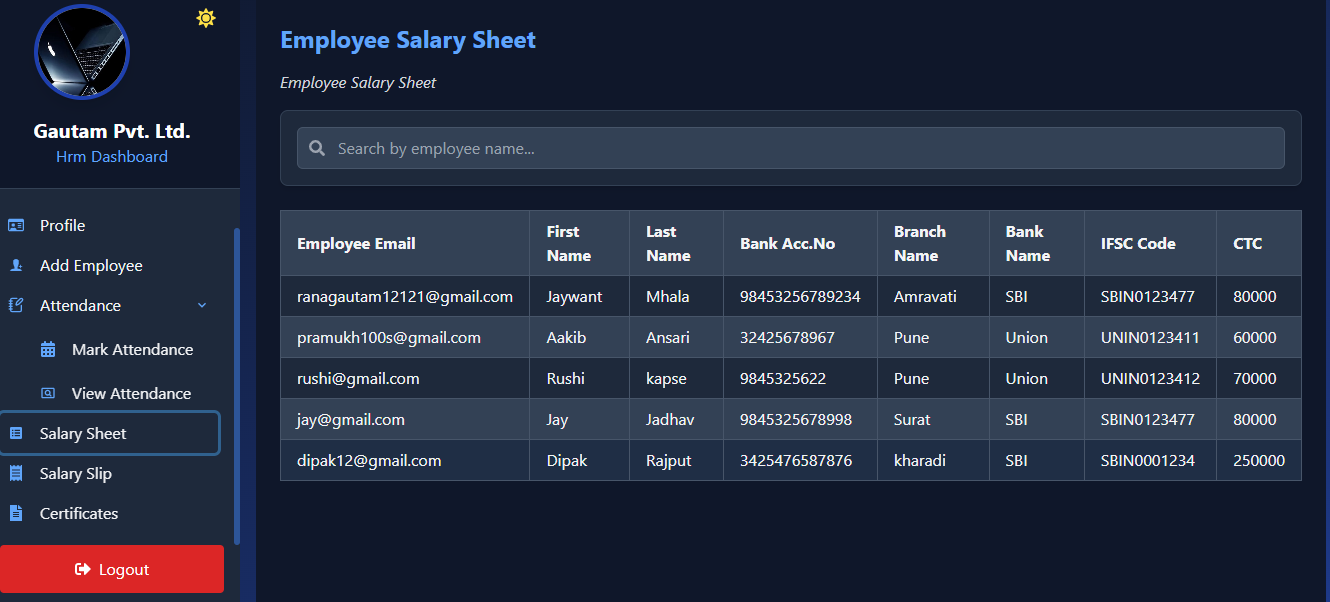 Gautam Pvt. Ltd.
Hrm Dashboard
Profile
Add Employee
Attendance
Mark Attendance
View Attendance
Salary Sheet
Salary Slip
Certificates
Logout
Employee Salary Sheet
Employee Salary Sheet
Search by employee name...
Employee Email First Name Last Name Bank Acc.No Branch Name Bank Name IFSC Code CTC
ranagautam12121@gmail.com Jaywant Mhala 98453256789234 Amravati SBI SBIN0123477 80000
pramukh100s@gmail.com Aakib Ansari 32425678967 Pune Union UNIN0123411 60000
rushi@gmail.com Rushi kapse 9845325622 Pune Union UNIN0123412 70000
jay@gmail.com Jay Jadhav 9845325678998 Surat SBI SBIN0123477 80000
dipak12@gmail.com Dipak Rajput 3425476587876 kharadi SBI SBIN0001234 250000